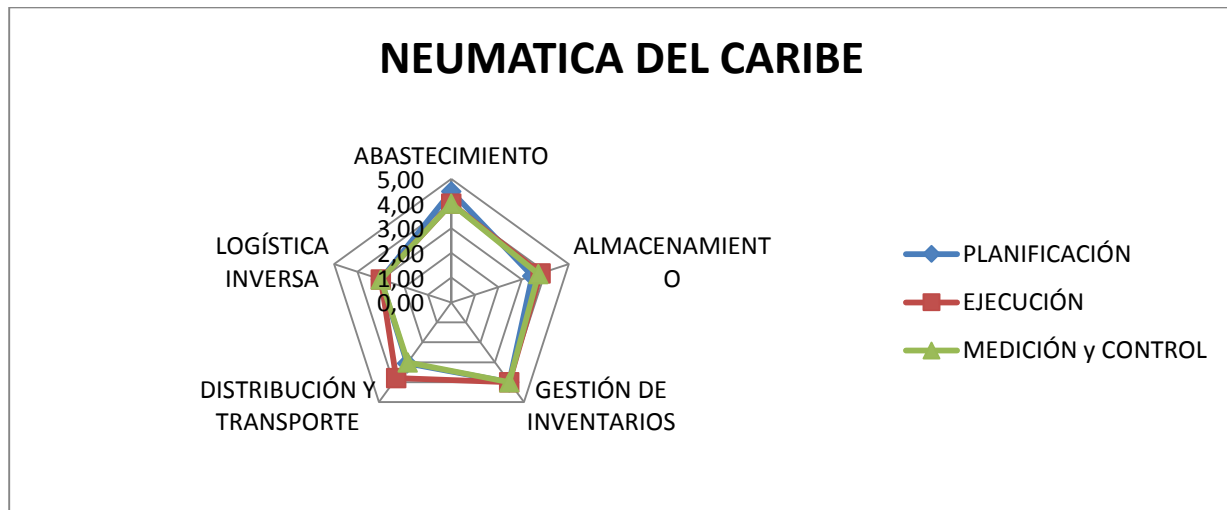 NEUMATICA DEL CARIBE
ABASTECIMIENTO
5,00
4,00
3,00
2,00
1,00
0,00
ALMACENAMIENT
O
GESTIÓN DE
INVENTARIOS
DISTRIBUCIÓN Y
TRANSPORTE
LOGÍSTICA
INVERSA
PLANIFICACIÓN
EJECUCIÓN
MEDICIÓN y CONTROL